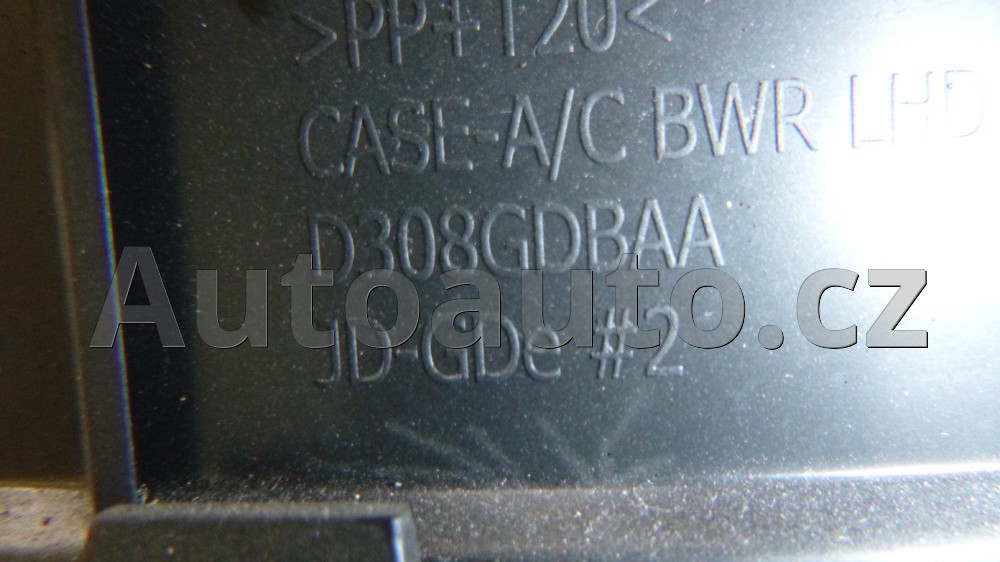 >PP+T20<
CASE-A/C BWR LHD
D308GDBAA
Autoauto.cz
JD-GDe #2